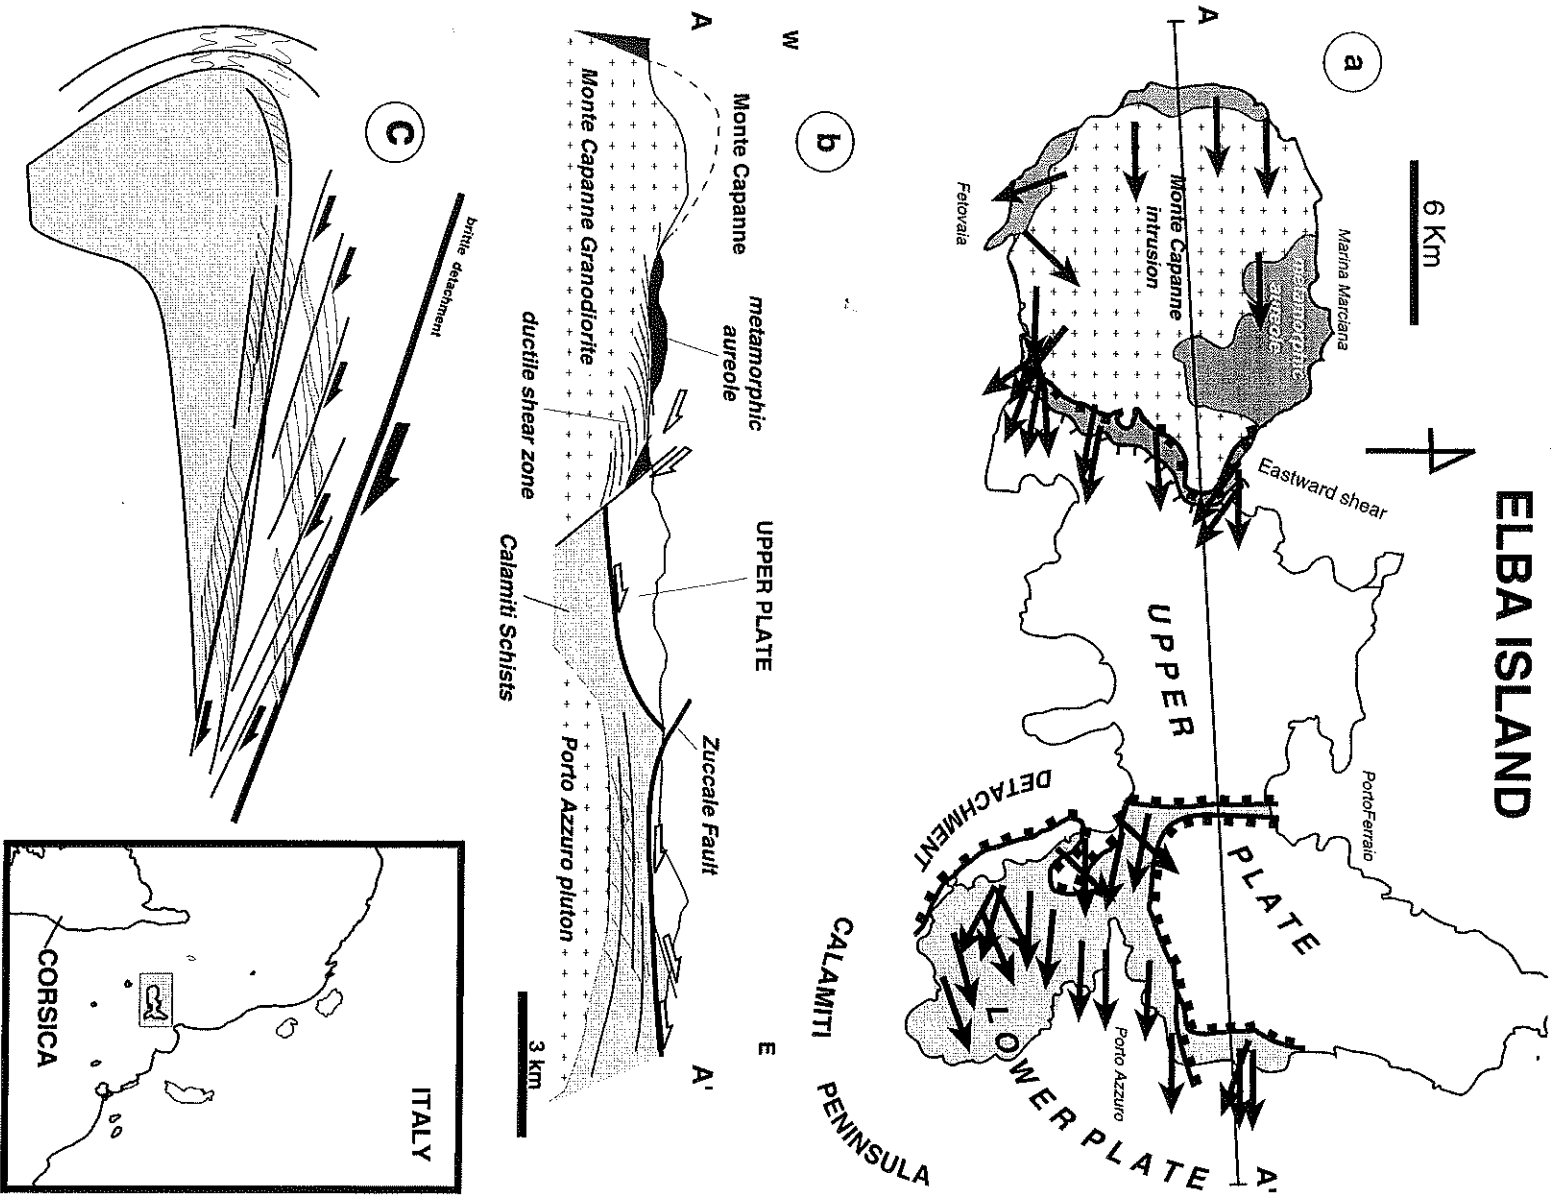 ELBA ISLAND
a
6 Km
A
Marina Marciana
metamorphic
aureole
Monte Capanne
intrusion
Fetovaia
Eastward shear
UPPER
PLATE
PortoFerraio
DETACHMENT
Porto Azzuro
LOWER PLATE
CALAMITI PENINSULA
A'
b
W
E
A
A'
Monte Capanne
metamorphic
aureole
UPPER PLATE
Zuccale Fault
Monte Capanne Granodiorite
ductile shear zone
Calamiti Schists
Porto Azzuro pluton
3 km
C
brittle detachment
ITALY
CORSICA